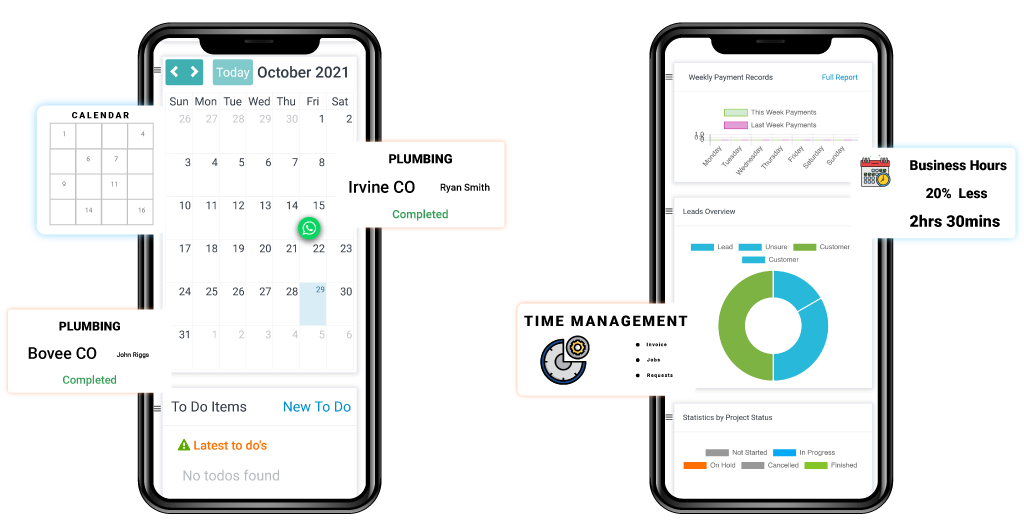 Today October 2021
Sun Mon Tue Wed Thu Fri Sat
26 27 28 29 30 1 2
3 4 5 6 7 8
10 11 12 13 14 15
17 18 19 20 21 22 23
24 25 26 27 28 29 30
31 1 2 3 4 5 6
CALENDAR
1 4
6 7
9 11
14 16
PLUMBING
Irvine CO Ryan Smith
Completed
PLUMBING
Bovee CO John Riggs
Completed
To Do Items New To Do
Latest to do's
No todos found
Weekly Payment Records Full Report
This Week Payments
Last Week Payments
1.0
Monday Tuesday Wednesday Thursday Friday Saturday Sunday
Business Hours
20% Less
2hrs 30mins
Leads Overview
Lead Unsure Customer
Customer
TIME MANAGEMENT
Invoice
Jobs
Requests
Statistics by Project Status
Not Started In Progress
On Hold Cancelled Finished